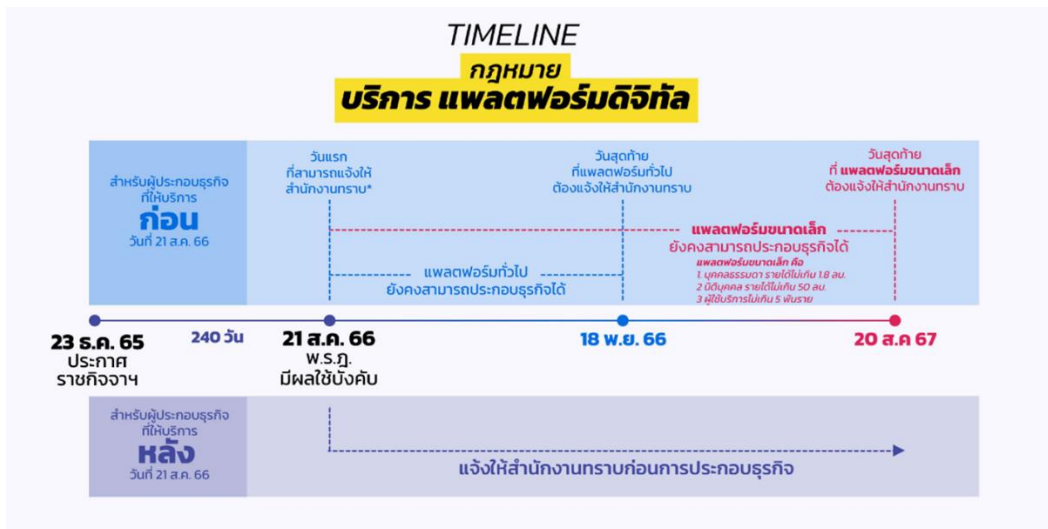 TIMELINE
กฎหมาย
บริการ แพลตฟอร์มดิจิทัล
สำหรับผู้ประกอบธุรกิจ
ที่ให้บริการ
ก่อน
วันที่ 21 ส.ค. 66
วันแรก
ที่สามารถแจ้งให้
สำนักงานทราบ*
วันสุดท้าย
ที่แพลตฟอร์มทั่วไป
ต้องแจ้งให้สำนักงานทราบ
วันสุดท้าย
ที่ แพลตฟอร์มขนาดเล็ก
ต้องแจ้งให้สำนักงานทราบ
แพลตฟอร์มขนาดเล็ก
ยังคงสามารถประกอบธุรกิจได้
แพลตฟอร์มขนาดเล็ก คือ
1. บุคคลธรรมดา รายได้ไม่เกิน 1.8 ลบ.
2 นิติบุคคล รายได้ไม่เกิน 50 ลบ.
3 ผู้ใช้บริการไม่เกิน 5 พันราย
แพลตฟอร์มทั่วไป
ยังคงสามารถประกอบธุรกิจได้
23 ธ.ค. 65
ประกาศ
ราชกิจจาฯ
240 วัน
21 ส.ค. 66
พ.ร.ฎ.
มีผลใช้บังคับ
18 พ.ย. 66
20 ส.ค 67
สำหรับผู้ประกอบธุรกิจ
ที่ให้บริการ
หลัง
วันที่ 21 ส.ค. 66
แจ้งให้สำนักงานทราบก่อนการประกอบธุรกิจ